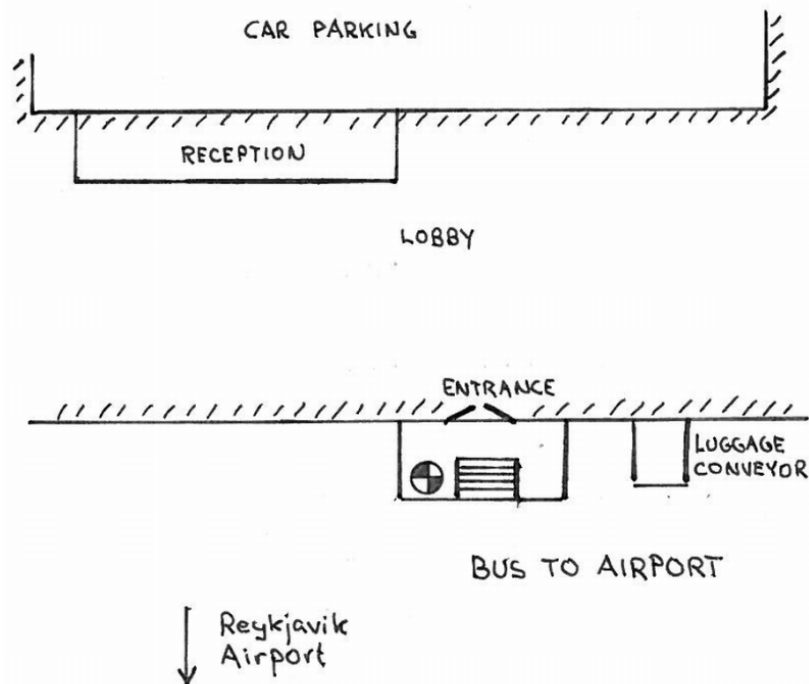 CAR PARKING
RECEPTION
LOBBY
ENTRANCE
LUGGAGE
CONVEYOR
BUS TO AIRPORT
Reykjavik
Airport